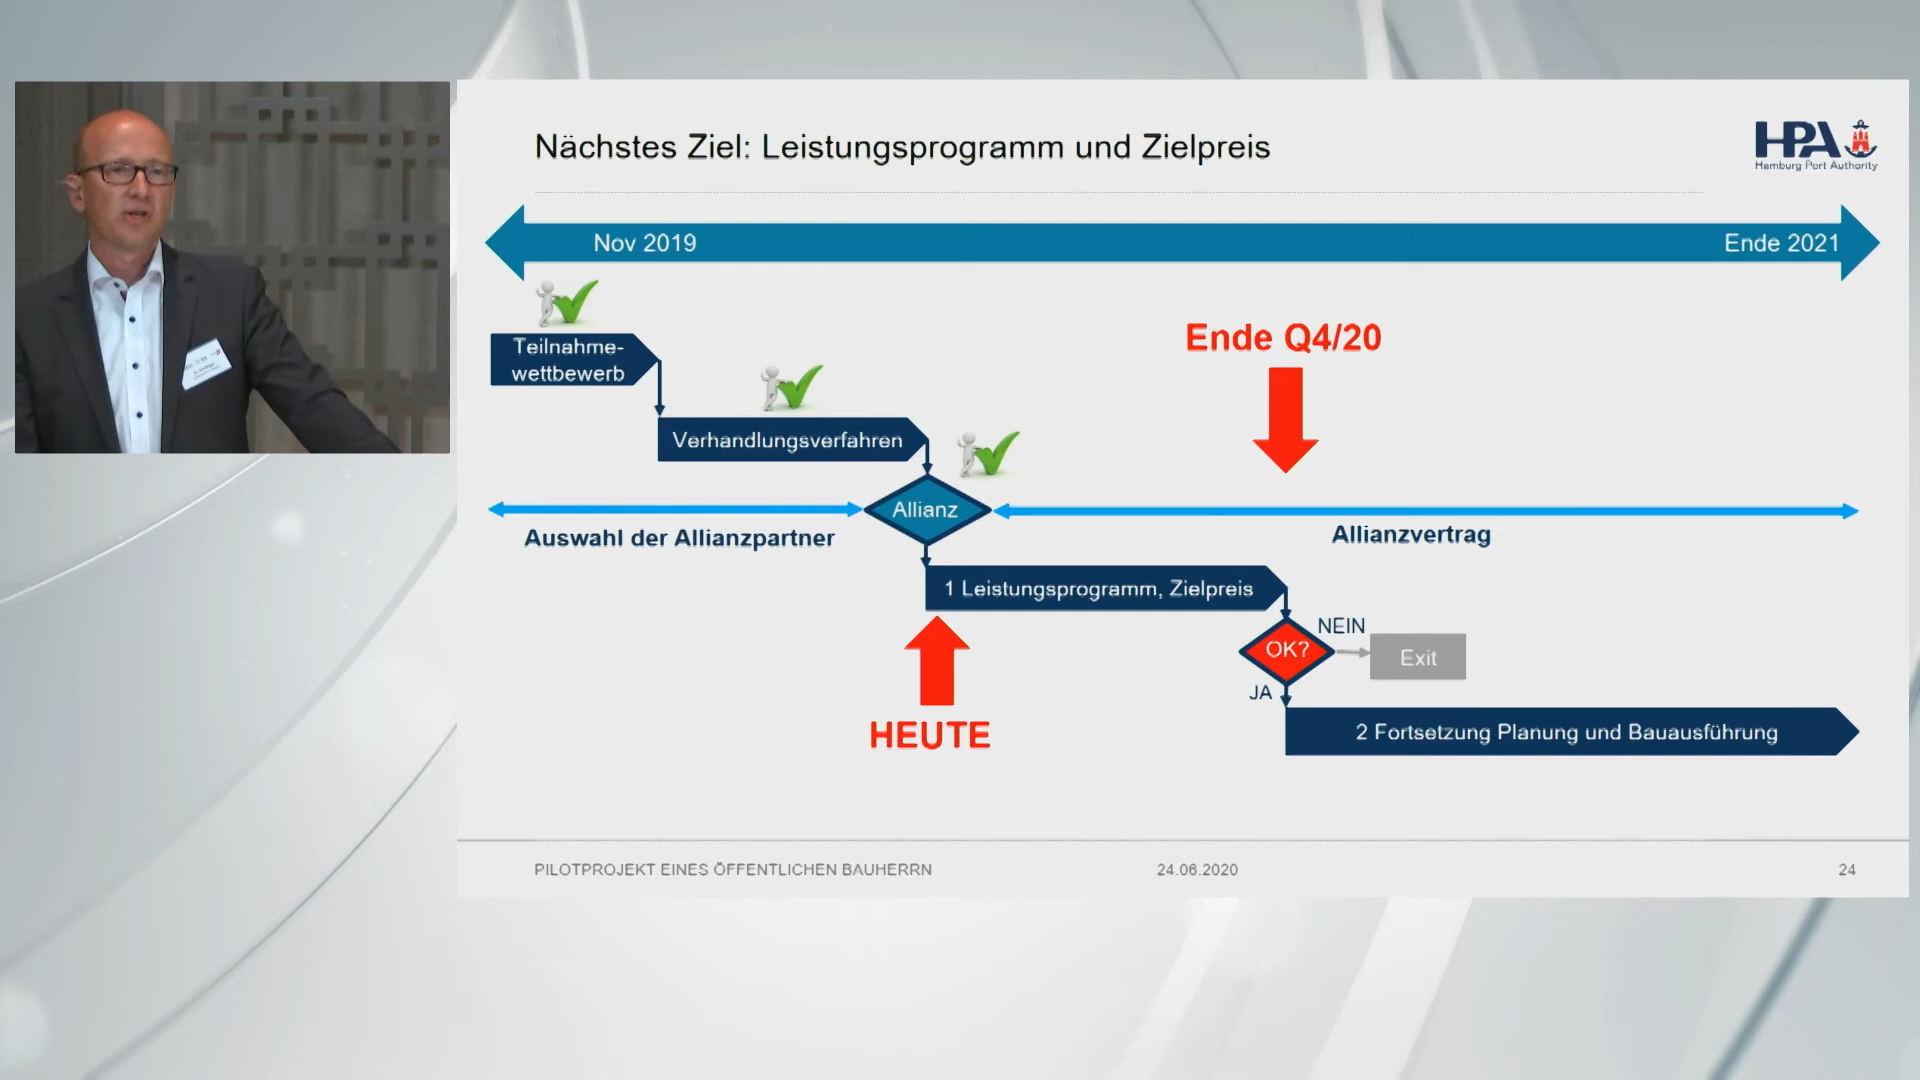 Nächstes Ziel: Leistungsprogramm und Zielpreis
HPA
Hamburg Port Authority
Nov 2019
Ende 2021
Ende Q4/20
Teilnahme-
wettbewerb
Verhandlungsverfahren
Allianz
Auswahl der Allianzpartner
Allianzvertrag
1 Leistungsprogramm, Zielpreis
NEIN
OK?
Exit
JA
HEUTE
2 Fortsetzung Planung und Bauausführung
PILOTPROJEKT EINES ÖFFENTLICHEN BAUHERRN
24.06.2020
24